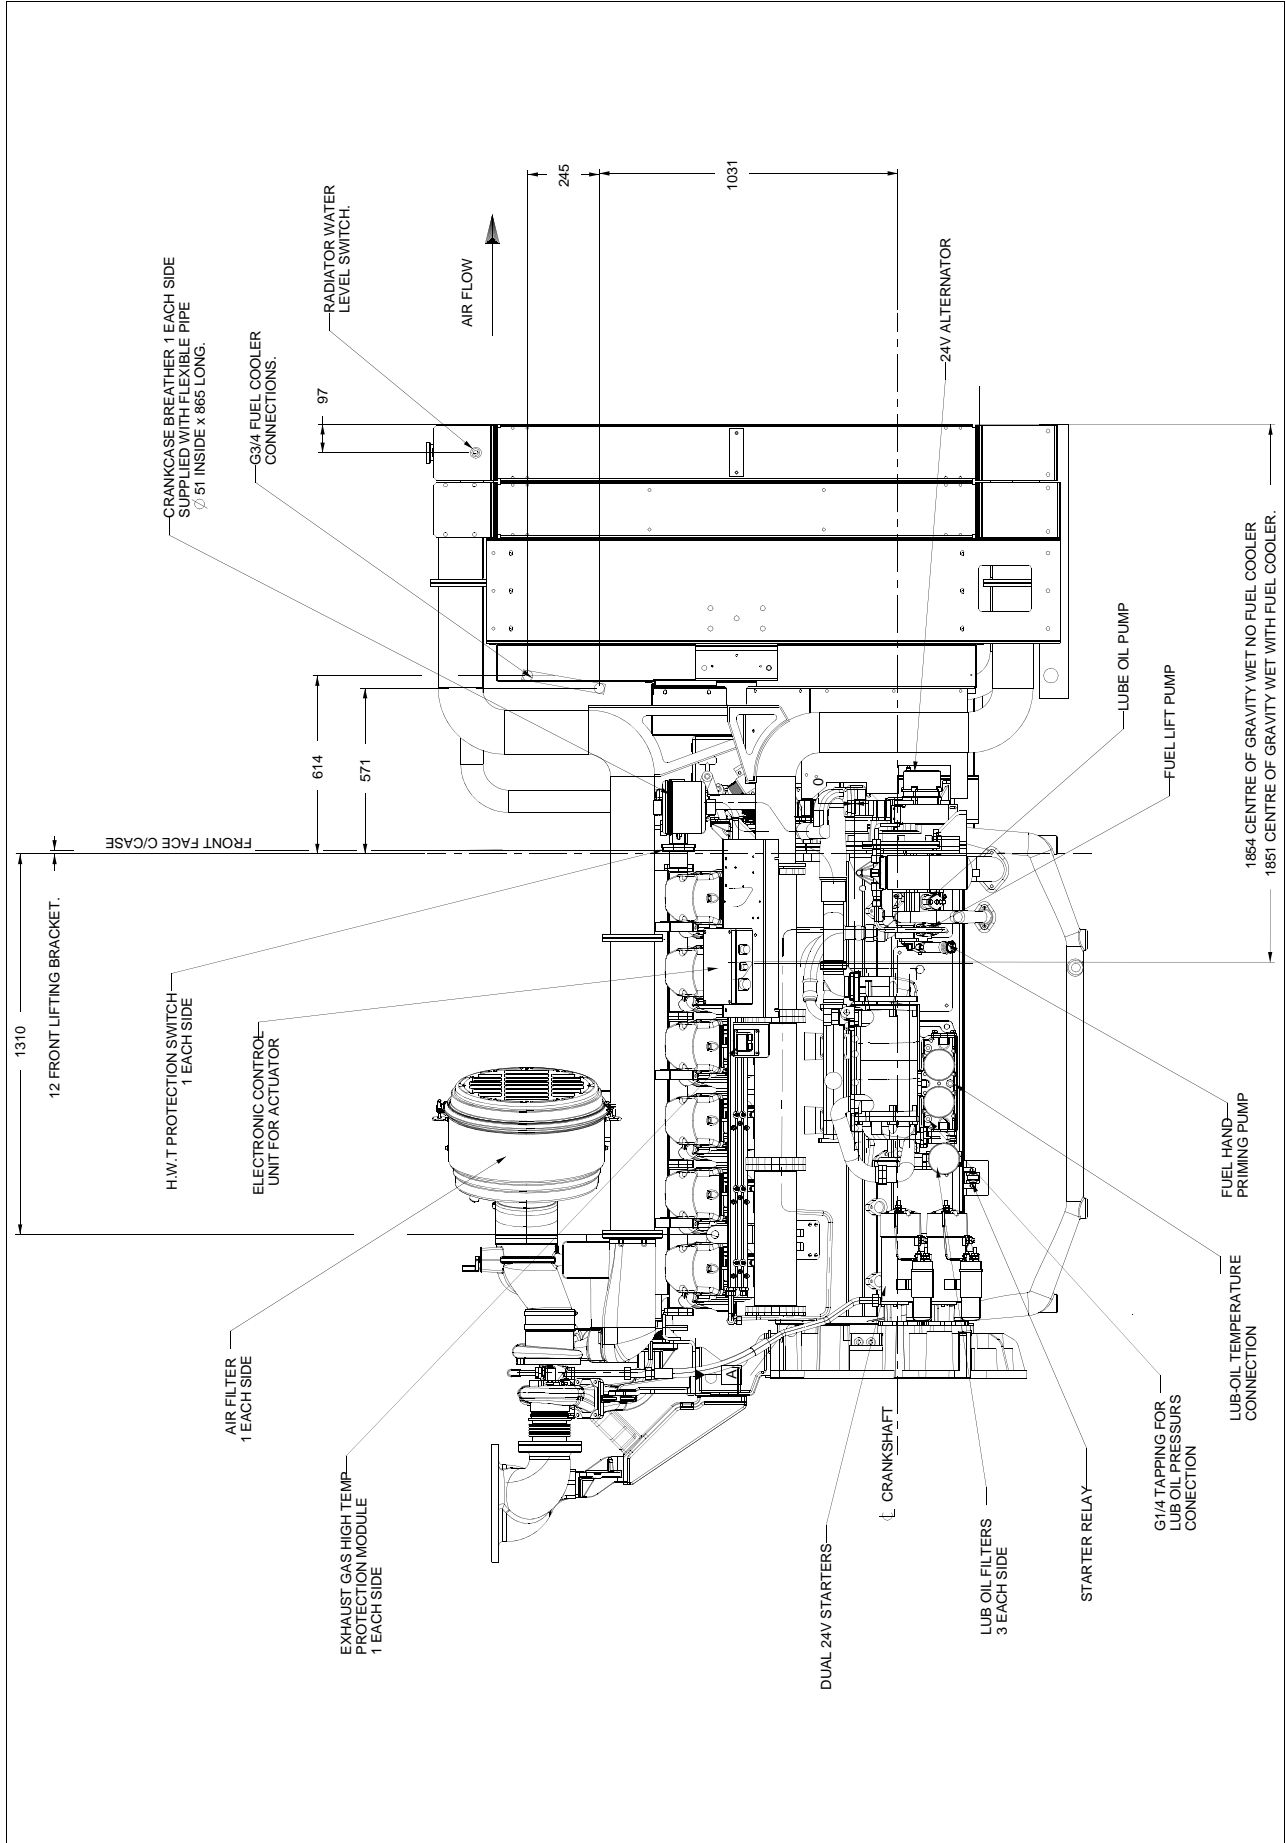 1310
12 FRONT LIFTING BRACKET.
FRONT FACE C/CASE
614
571
CRANKCASE BREATHER 1 EACH SIDE
SUPPLIED WITH FLEXIBLE PIPE
∅ 51 INSIDE x 865 LONG.
G3/4 FUEL COOLER
CONNECTIONS.
97
RADIATOR WATER
LEVEL SWITCH.
AIR FLOW
245
1031
24V ALTERNATOR
H.W.T PROTECTION SWITCH
1 EACH SIDE
ELECTRONIC CONTROL
UNIT FOR ACTUATOR
AIR FILTER
1 EACH SIDE
EXHAUST GAS HIGH TEMP
PROTECTION MODULE
1 EACH SIDE
A
LUBE OIL PUMP
FUEL LIFT PUMP
1854 CENTRE OF GRAVITY WET NO FUEL COOLER
1851 CENTRE OF GRAVITY WET WITH FUEL COOLER.
FUEL HAND
PRIMING PUMP
LUB-OIL TEMPERATURE
CONNECTION
G1/4 TAPPING FOR
LUB OIL PRESSURS
CONECTION
STARTER RELAY
LUB OIL FILTERS
3 EACH SIDE
CRANKSHAFT
DUAL 24V STARTERS